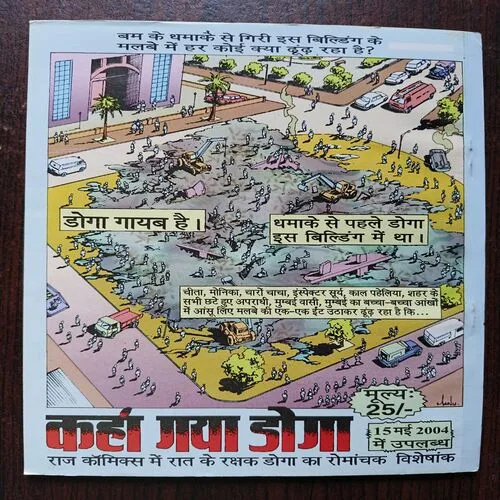 बम के धमाके से गिरी इस बिल्डिंग के
मलबे में हर कोई क्या ढूंढ़ रहा है?
डोगा गायब है।
धमाके से पहले डोगा
इस बिल्डिंग में था।
चीता, मोनिका, चारों चाचा, इंस्पेक्टर सूर्य, काल पहेलिया, शहर के
सभी छटे हुए अपराधी, मुम्बई वासी, मुम्बई का बच्चा-बच्चा आंखों
में आंसू लिए मलबे की एक-एक ईंट उठाकर ढूंढ़ रहा है कि...
मूल्य:
25/-
कहां गया डोगा
15 मई 2004
में उपलब्ध
राज कॉमिक्स में रात के रक्षक डोगा का रोमांचक विशेषांक